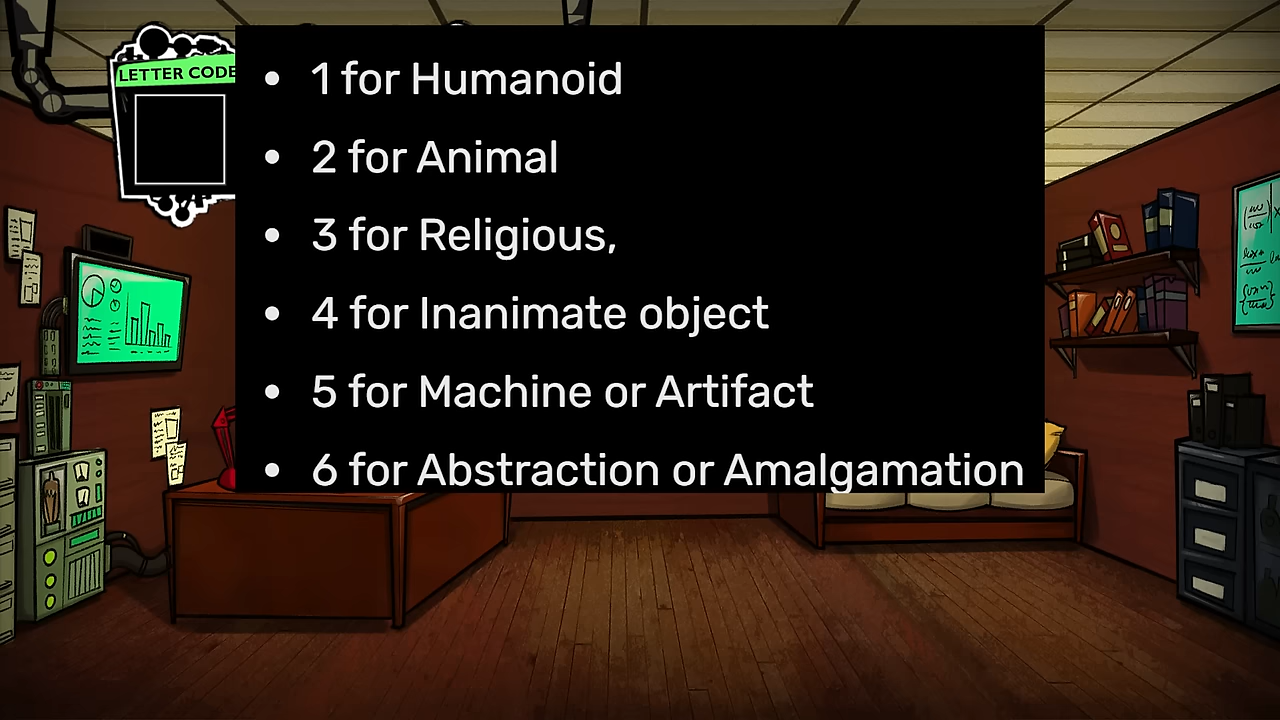 LETTER CODE
• 1 for Humanoid
• 2 for Animal
• 3 for Religious,
• 4 for Inanimate object
• 5 for Machine or Artifact
• 6 for Abstraction or Amalgamation